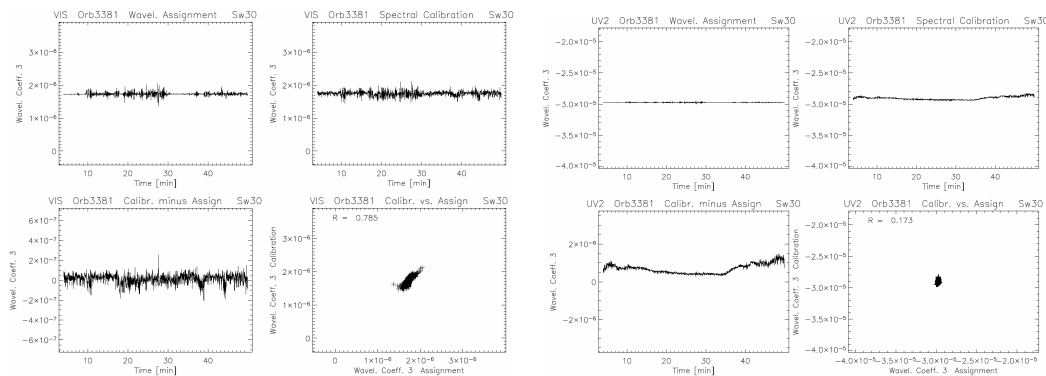 VIS Orb3381 Wavel. Assignment Sw30
3×10⁻⁶
2×10⁻⁶
1×10⁻⁶
0
Wavel. Coeff. 3
10 20 30 40
Time [min]
VIS Orb3381 Spectral Calibration Sw30
3×10⁻⁶
2×10⁻⁶
1×10⁻⁶
0
Wavel. Coeff. 3
10 20 30 40
Time [min]
UV2 Orb3381 Wavel. Assignment Sw30
−2.0×10⁻⁵
−2.5×10⁻⁵
−3.0×10⁻⁵
−3.5×10⁻⁵
−4.0×10⁻⁵
Wavel. Coeff. 3
10 20 30 40
Time [min]
UV2 Orb3381 Spectral Calibration Sw30
−2.0×10⁻⁵
−2.5×10⁻⁵
−3.0×10⁻⁵
−3.5×10⁻⁵
−4.0×10⁻⁵
Wavel. Coeff. 3
10 20 30 40
Time [min]
VIS Orb3381 Calibr. minus Assign Sw30
6×10⁻⁷
4×10⁻⁷
2×10⁻⁷
0
−2×10⁻⁷
−4×10⁻⁷
−6×10⁻⁷
Wavel. Coeff. 3
10 20 30 40
Time [min]
VIS Orb3381 Calibr. vs. Assign Sw30
R = 0.785
3×10⁻⁶
2×10⁻⁶
1×10⁻⁶
0
Wavel. Coeff. 3 Calibration
0 1×10⁻⁶ 2×10⁻⁶ 3×10⁻⁶
Wavel. Coeff. 3 Assignment
UV2 Orb3381 Calibr. minus Assign Sw30
2×10⁻⁶
0
−2×10⁻⁶
Wavel. Coeff. 3
10 20 30 40
Time [min]
UV2 Orb3381 Calibr. vs. Assign Sw30
R = 0.173
−2.0×10⁻⁵
−2.5×10⁻⁵
−3.0×10⁻⁵
−3.5×10⁻⁵
−4.0×10⁻⁵
Wavel. Coeff. 3 Calibration
−4.0×10⁻⁵ −3.5×10⁻⁵ −3.0×10⁻⁵ −2.5×10⁻⁵ −2.0×10⁻⁵
Wavel. Coeff. 3 Assignment